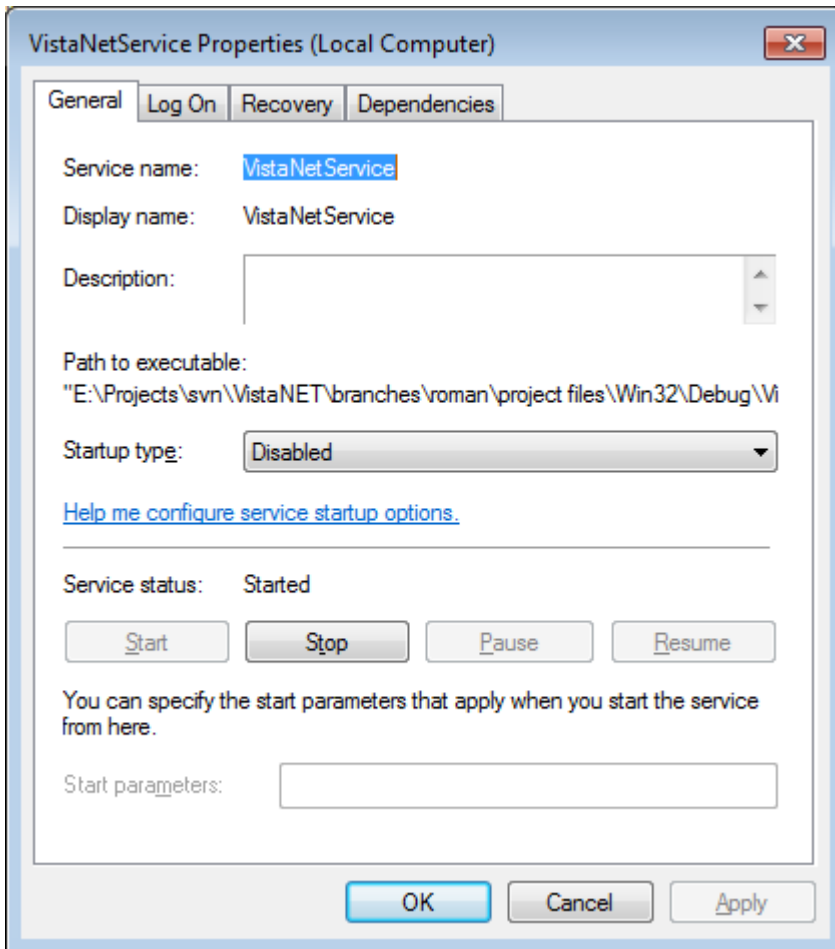 VistaNetService Properties (Local Computer)
General Log On Recovery Dependencies
Service name: VistaNetService
Display name: VistaNetService
Description:
Path to executable:
"E:\Projects\svn\VistaNET\branches\roman\project files\Win32\Debug\Vi
Startup type: Disabled
Help me configure service startup options.
Service status: Started
Start Stop Pause Resume
You can specify the start parameters that apply when you start the service
from here.
Start parameters:
OK Cancel Apply